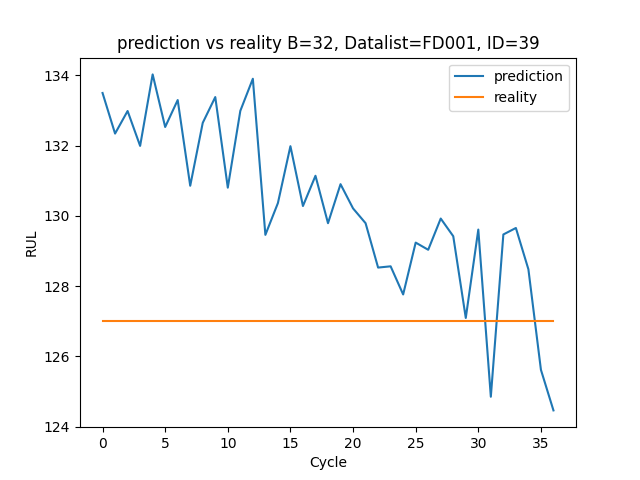 prediction vs reality B=32, Datalist=FD001, ID=39
prediction
reality
134
132
130
128
126
124
RUL
0 5 10 15 20 25 30 35
Cycle